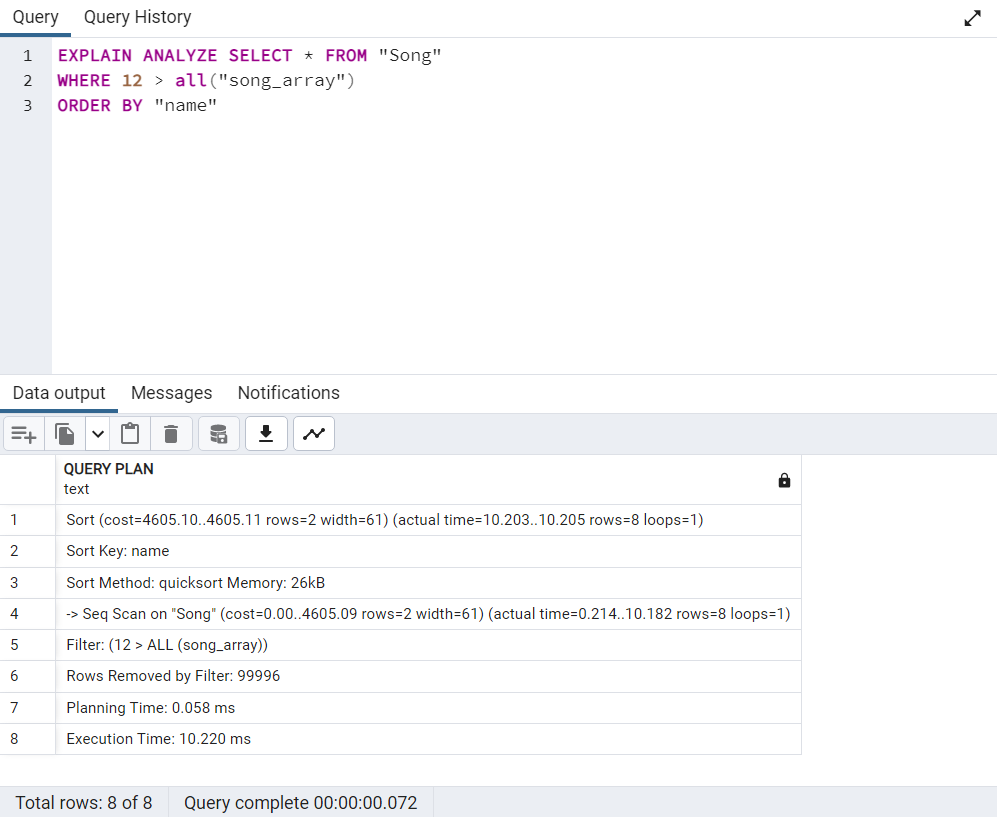 Query Query History
1 EXPLAIN ANALYZE SELECT * FROM "Song"
2 WHERE 12 > all("song_array")
3 ORDER BY "name"
Data output Messages Notifications
QUERY PLAN
text
1 Sort (cost=4605.10..4605.11 rows=2 width=61) (actual time=10.203..10.205 rows=8 loops=1)
2 Sort Key: name
3 Sort Method: quicksort Memory: 26kB
4 -> Seq Scan on "Song" (cost=0.00..4605.09 rows=2 width=61) (actual time=0.214..10.182 rows=8 loops=1)
5 Filter: (12 > ALL (song_array))
6 Rows Removed by Filter: 99996
7 Planning Time: 0.058 ms
8 Execution Time: 10.220 ms
Total rows: 8 of 8 Query complete 00:00:00.072